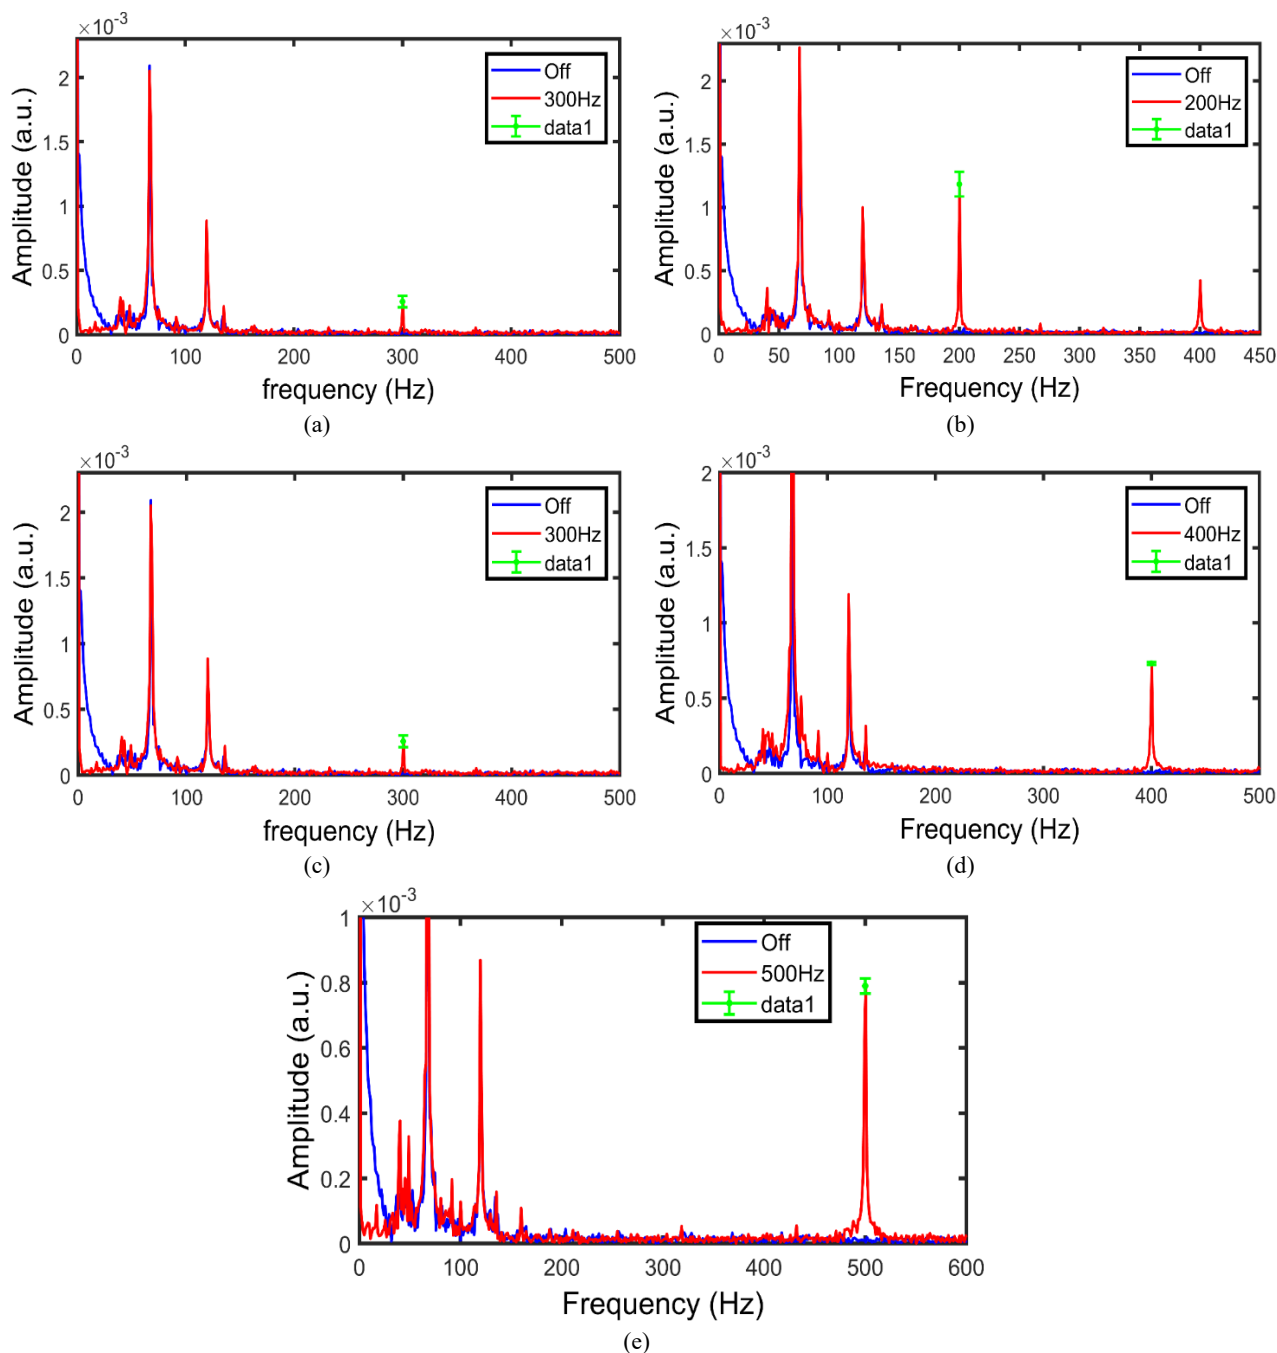 ×10⁻³
Amplitude (a.u.)
2
1.5
1
0.5
0
0 100 200 300 400 500
frequency (Hz)
Off
300Hz
data1
(a)
×10⁻³
Amplitude (a.u.)
2
1.5
1
0.5
0
0 50 100 150 200 250 300 350 400 450
Frequency (Hz)
Off
200Hz
data1
(b)
×10⁻³
Amplitude (a.u.)
2
1.5
1
0.5
0
0 100 200 300 400 500
frequency (Hz)
Off
300Hz
data1
(c)
×10⁻³
Amplitude (a.u.)
2
1.5
1
0.5
0
0 100 200 300 400 500
Frequency (Hz)
Off
400Hz
data1
(d)
×10⁻³
Amplitude (a.u.)
1
0.8
0.6
0.4
0.2
0
0 100 200 300 400 500 600
Frequency (Hz)
Off
500Hz
data1
(e)